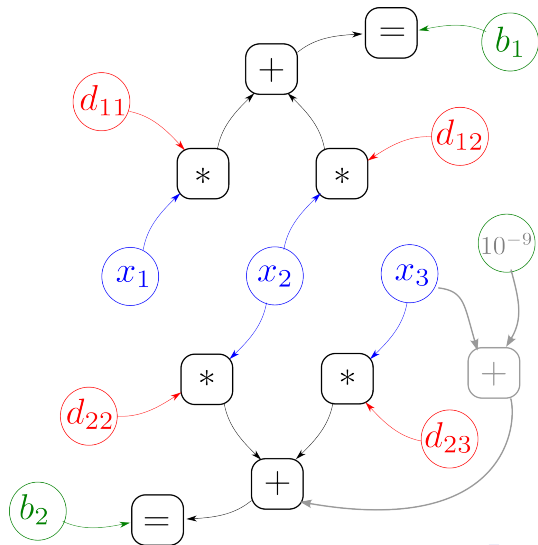 = b₁
+
d₁₁ d₁₂
* *
x₁ x₂ x₃ 10⁻⁹
* * +
d₂₂ d₂₃
+
b₂ =